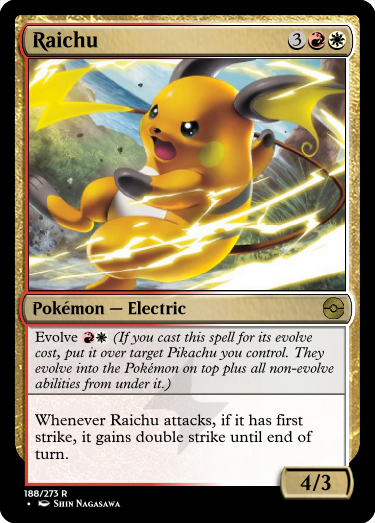 Raichu 3
Pokémon — Electric
Evolve (If you cast this spell for its evolve
cost, put it over target Pikachu you control. They
evolve into the Pokémon on top plus all non-evolve
abilities from under it.)
Whenever Raichu attacks, if it has first
strike, it gains double strike until end of
turn.
4/3
188/273 R
• Shin Nagasawa